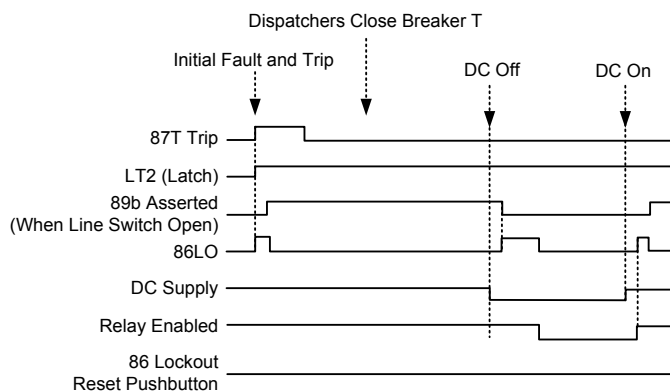 Dispatchers Close Breaker T
Initial Fault and Trip
DC Off
DC On
87T Trip
LT2 (Latch)
89b Asserted
(When Line Switch Open)
86LO
DC Supply
Relay Enabled
86 Lockout
Reset Pushbutton